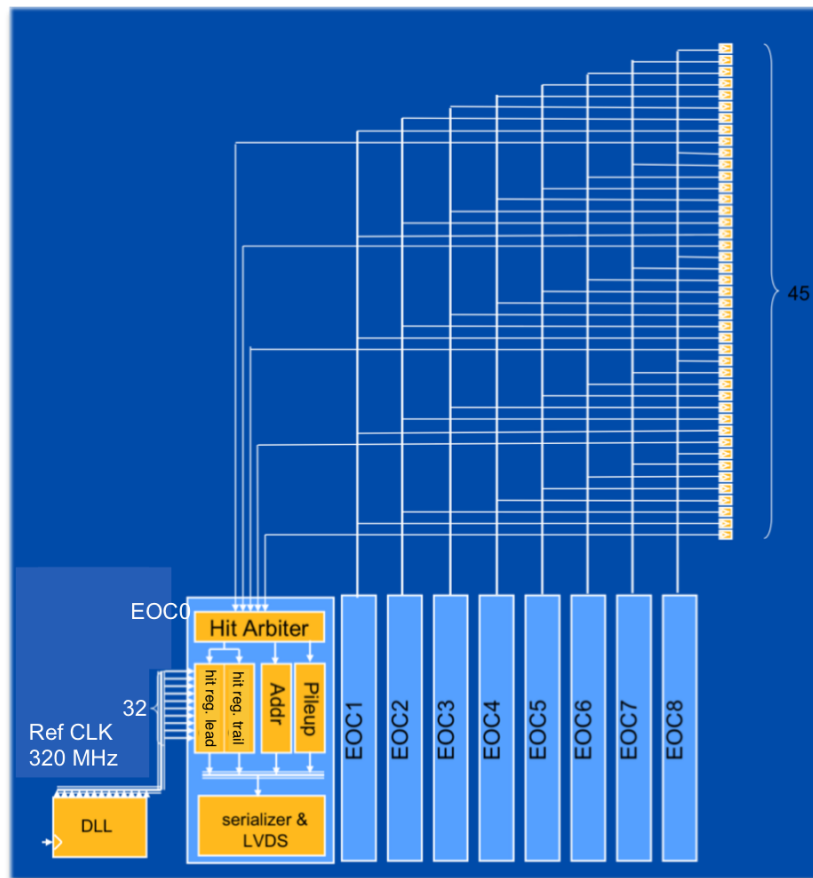 45
EOC0
Hit Arbiter
hit reg. lead
hit reg. trail
Addr
Pileup
32
Ref CLK
320 MHz
DLL
serializer &
LVDS
EOC1
EOC2
EOC3
EOC4
EOC5
EOC6
EOC7
EOC8